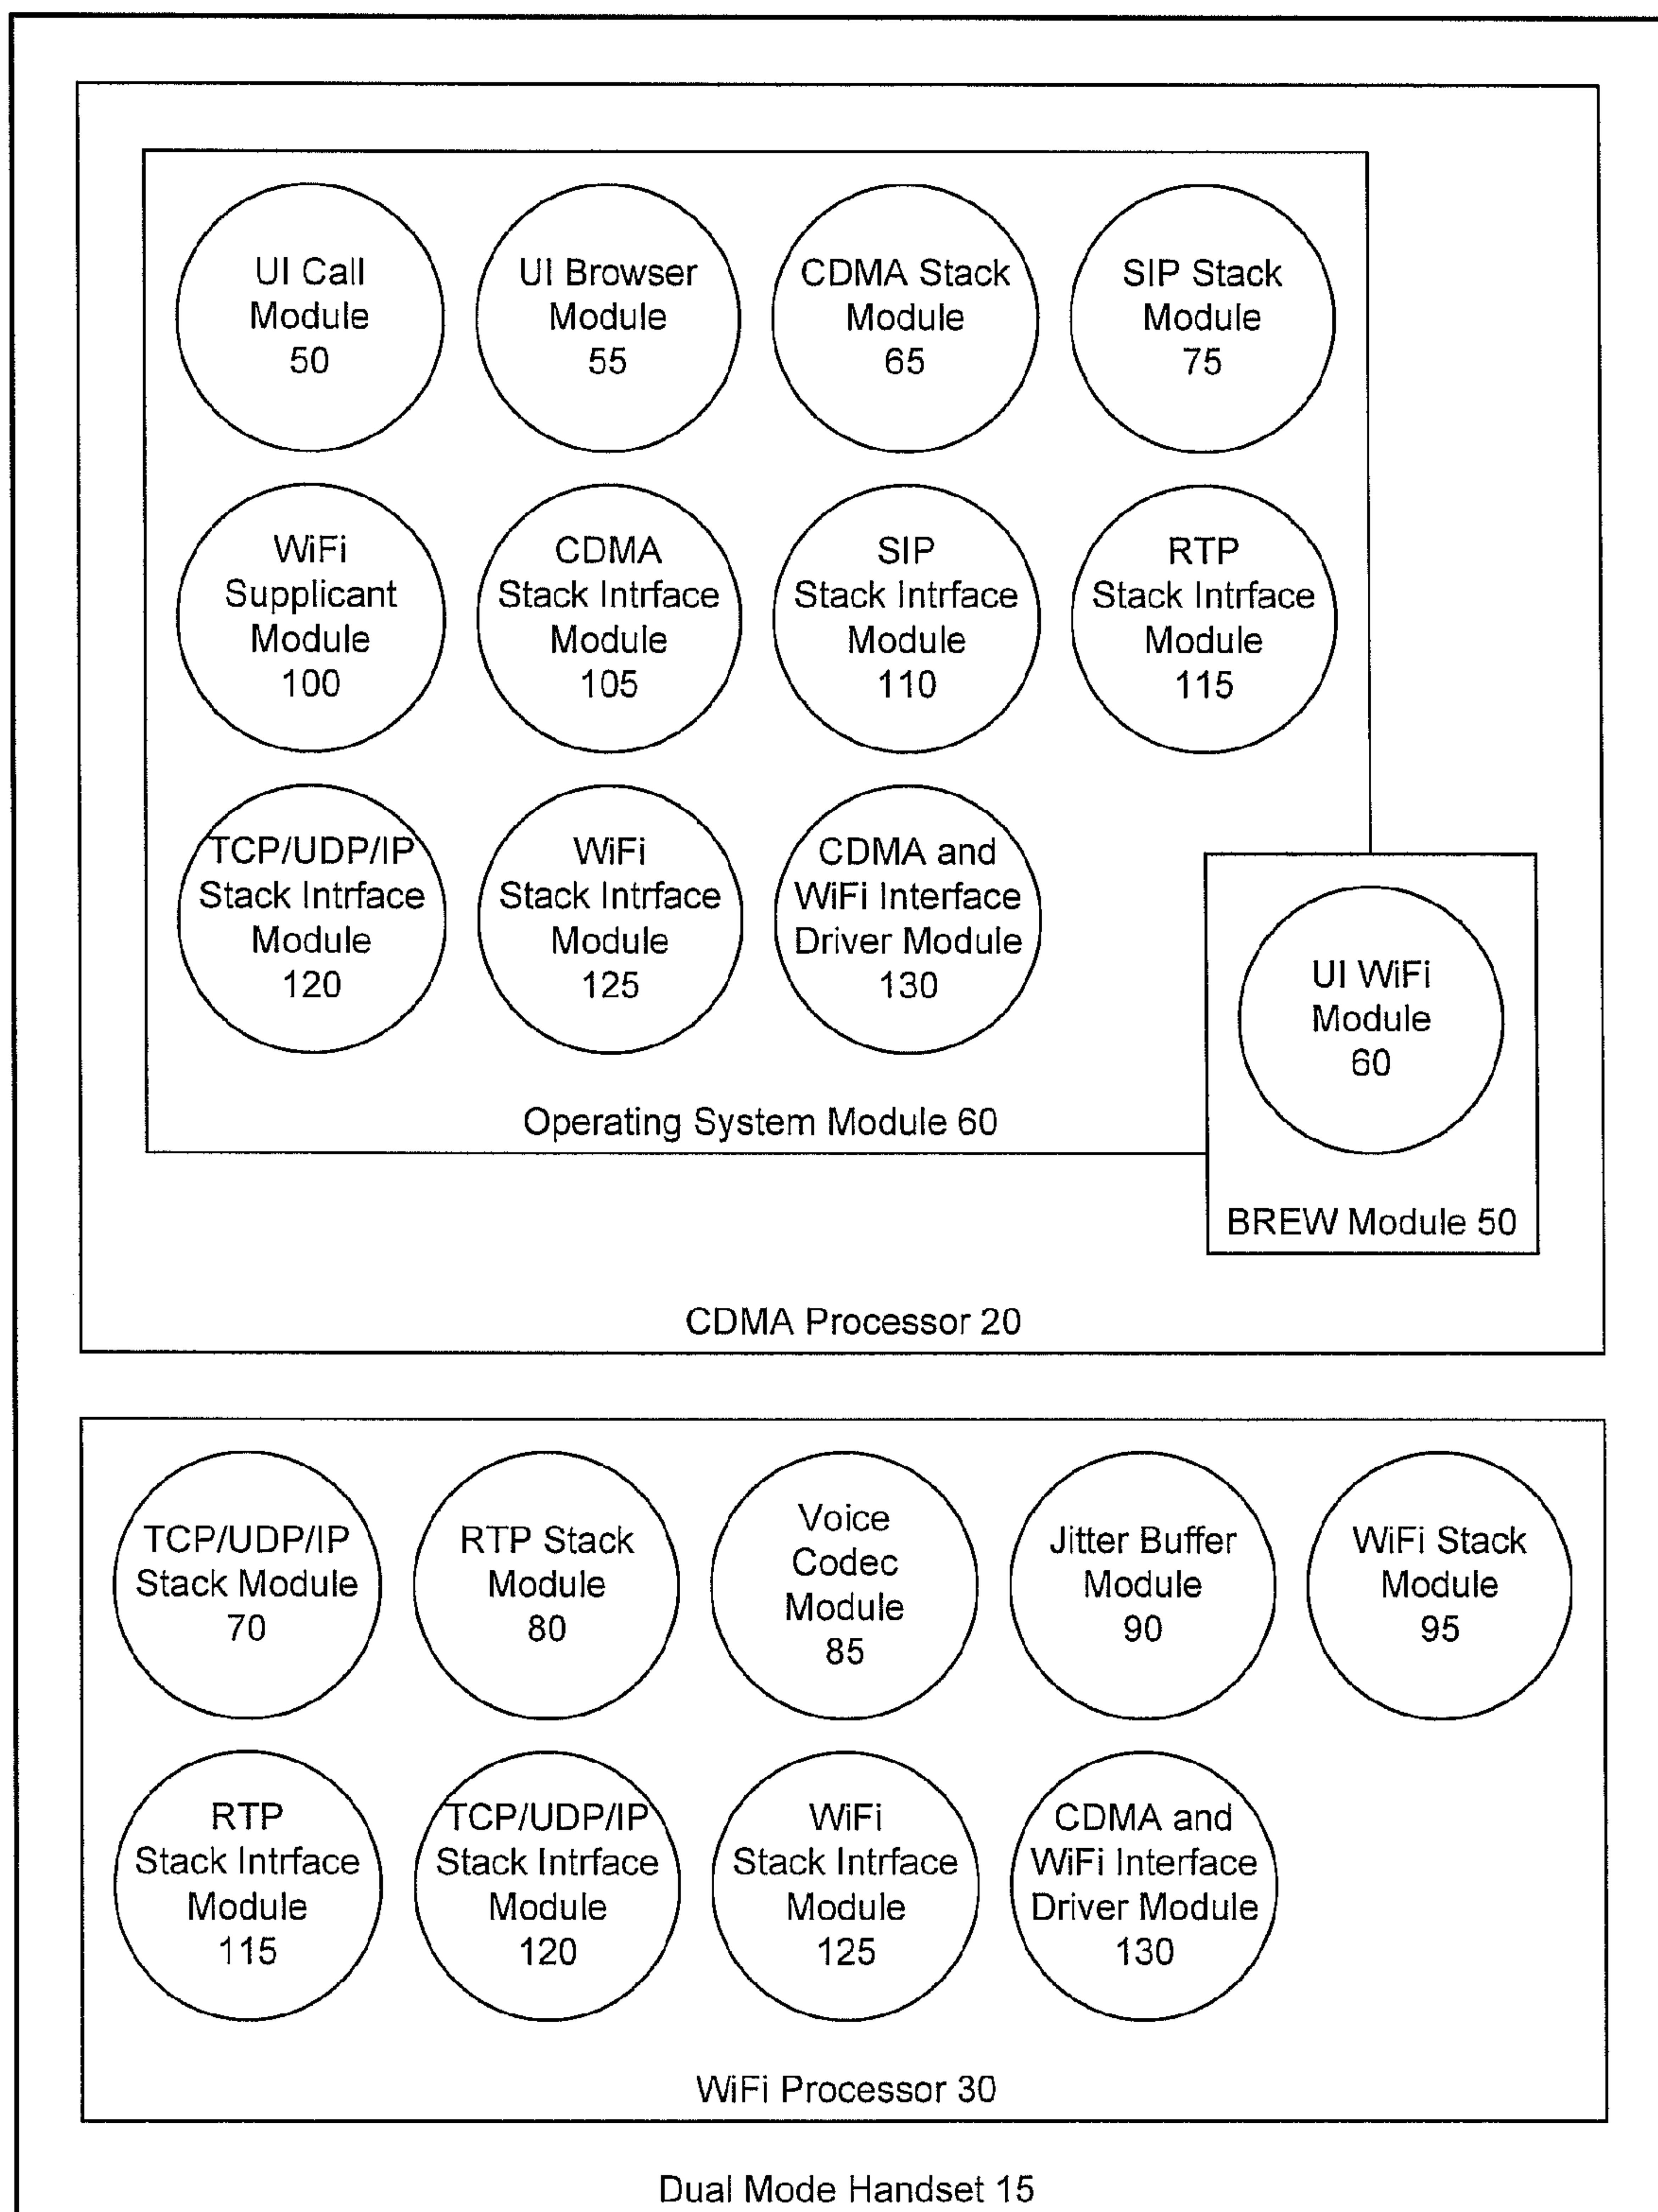 UI Call
Module
50
UI Browser
Module
55
CDMA Stack
Module
65
SIP Stack
Module
75
WiFi
Supplicant
Module
100
CDMA
Stack Intrface
Module
105
SIP
Stack Intrface
Module
110
RTP
Stack Intrface
Module
115
TCP/UDP/IP
Stack Intrface
Module
120
WiFi
Stack Intrface
Module
125
CDMA and
WiFi Interface
Driver Module
130
UI WiFi
Module
60
Operating System Module 60
BREW Module 50
CDMA Processor 20
TCP/UDP/IP
Stack Module
70
RTP Stack
Module
80
Voice
Codec
Module
85
Jitter Buffer
Module
90
WiFi Stack
Module
95
RTP
Stack Intrface
Module
115
TCP/UDP/IP
Stack Intrface
Module
120
WiFi
Stack Intrface
Module
125
CDMA and
WiFi Interface
Driver Module
130
WiFi Processor 30
Dual Mode Handset 15